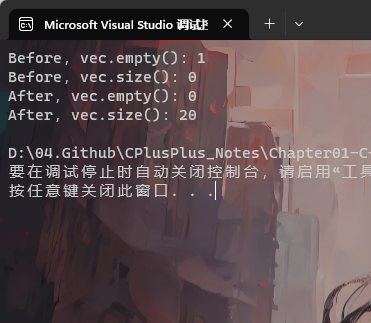 Microsoft Visual Studio 调试
Before, vec.empty(): 1
Before, vec.size(): 0
After, vec.empty(): 0
After, vec.size(): 20
D:\04.Github\CPlusPlus_Notes\Chapter01-C-
要在调试停止时自动关闭控制台，请启用“工具
按任意键关闭此窗口. . .